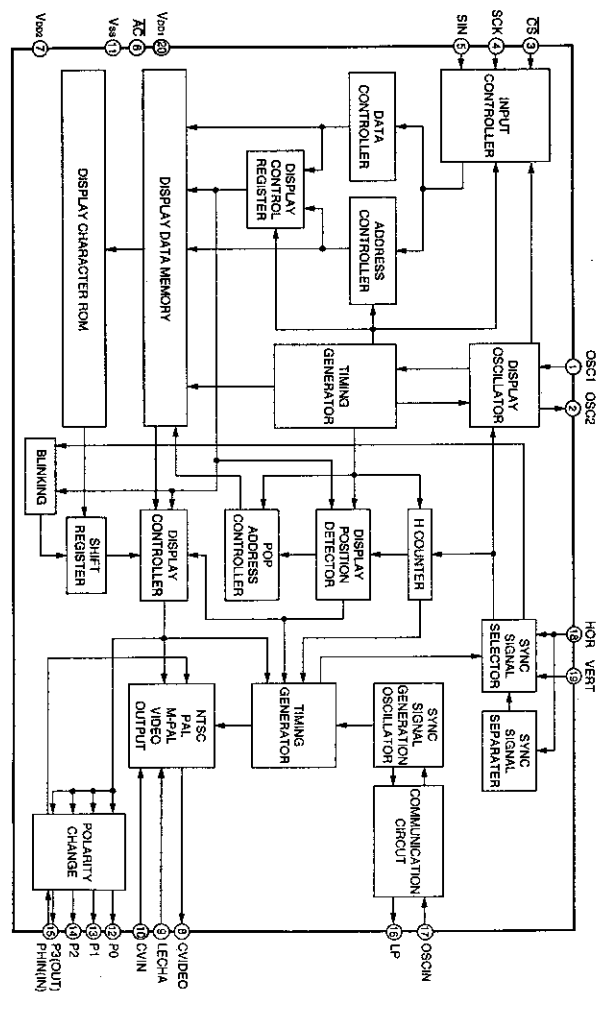 OSC1 OSC2
1 2
HOR VERT
18 19
C̅S̅ 3
SCK 4
SIN 5
INPUT
CONTROLLER
DISPLAY
OSCILLATOR
SYNC
SIGNAL
SELECTOR
SYNC
SIGNAL
SEPARATER
DATA
CONTROLLER
ADDRESS
CONTROLLER
H COUNTER
SYNC
SIGNAL
GENERATION
OSCILLATOR
COMMUNICATION
CIRCUT
17 OSCIN
16 LP
DISPLAY
CONTROL
REGISTER
TIMING
GENERATOR
DISPLAY
POSITION
DETECTOR
POP
ADDRESS
CONTROLLER
TIMING
GENERATOR
VDD1 20
A̅C̅ 6
VSS 11
VDD2 7
DISPLAY DATA MEMORY
DISPLAY
CONTROLLER
NTSC
PAL
M-PAL
VIDEO
OUTPUT
8 CVIDEO
9 LECHA
10 CVIN
DISPLAY CHARACTER ROM
SHIFT
REGISTER
BLINKING
POLARITY
CHANGE
12 P0
13 P1
14 P2
15 P3(OUT)
PHIN(IN)